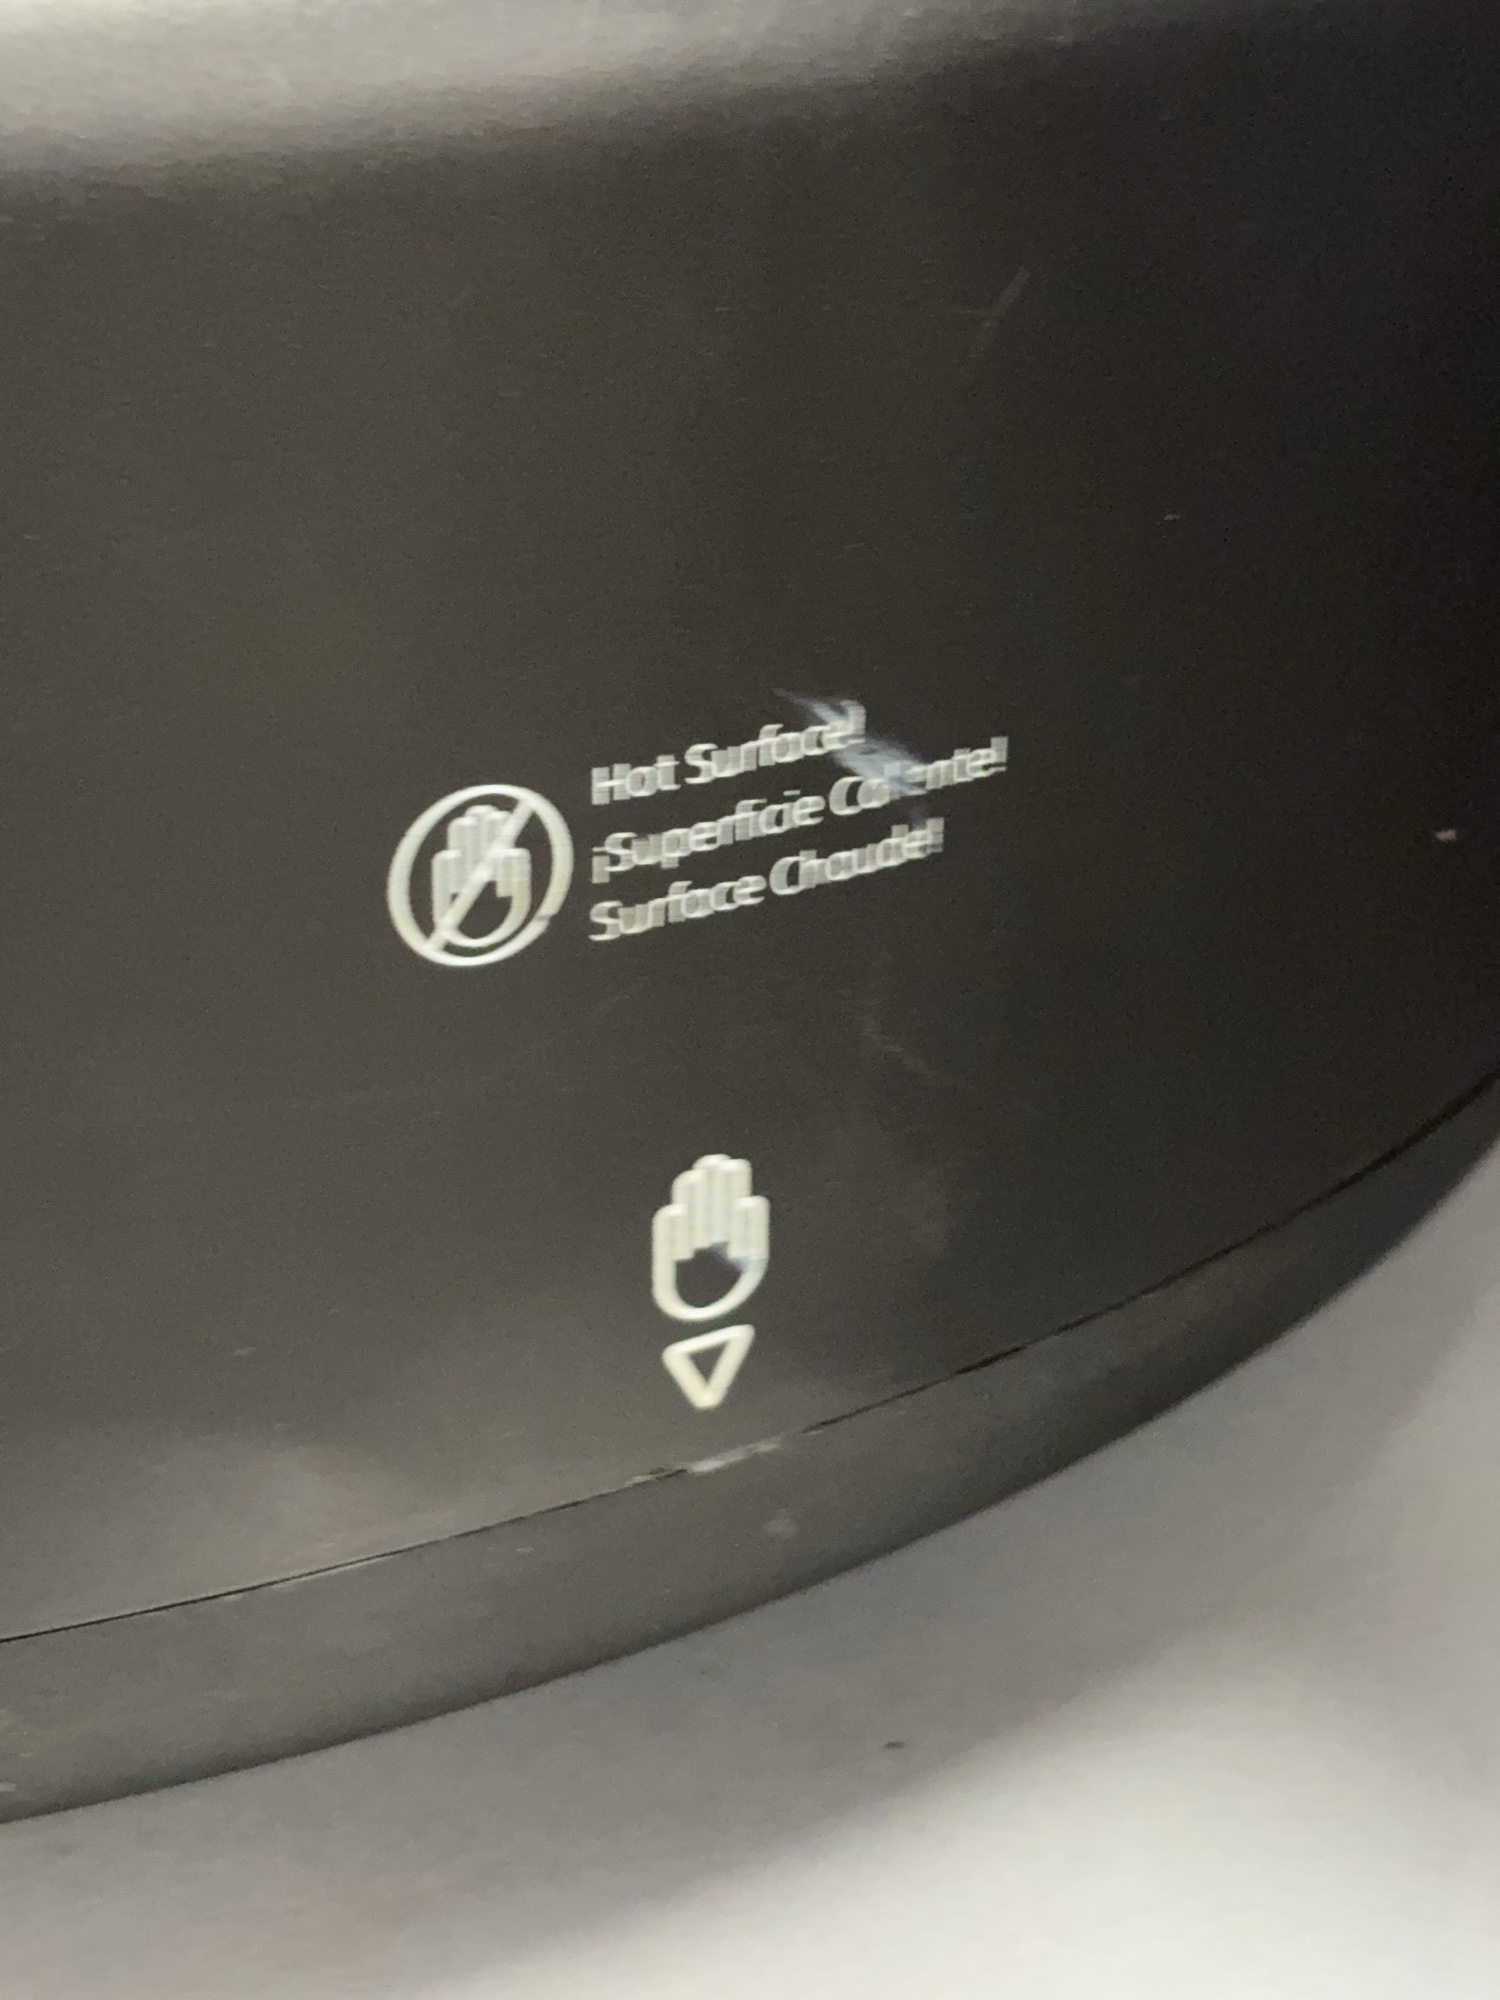 Hot Surface!
¡Superficie Caliente!
Surface Chaude!